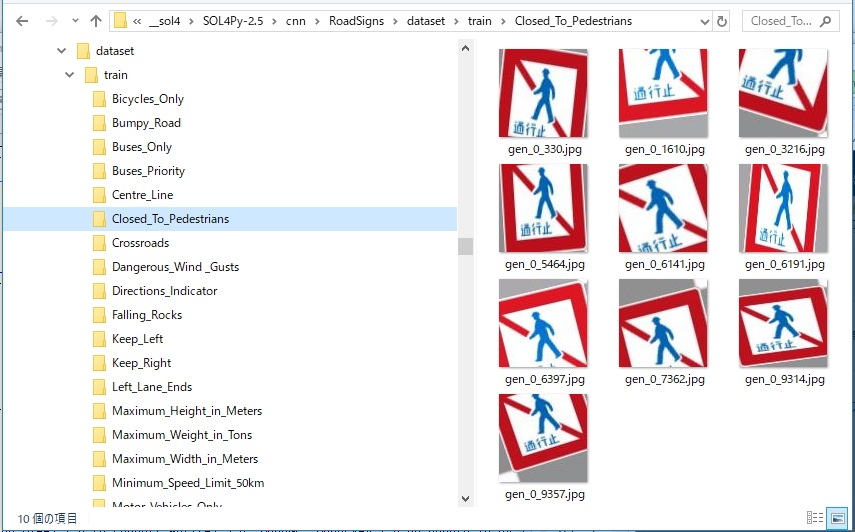 « __sol4 › SOL4Py-2.5 › cnn › RoadSigns › dataset › train › Closed_To_Pedestrians
Closed_To...
dataset
train
Bicycles_Only
Bumpy_Road
Buses_Only
Buses_Priority
Centre_Line
Closed_To_Pedestrians
Crossroads
Dangerous_Wind _Gusts
Directions_Indicator
Falling_Rocks
Keep_Left
Keep_Right
Left_Lane_Ends
Maximum_Height_in_Meters
Maximum_Weight_in_Tons
Maximum_Width_in_Meters
Minimum_Speed_Limit_50km
Motor_Vehicles_Only
通行止
通行止
通行止
gen_0_330.jpg
gen_0_1610.jpg
gen_0_3216.jpg
通行止
通行止
通行止
gen_0_5464.jpg
gen_0_6141.jpg
gen_0_6191.jpg
通行止
gen_0_6397.jpg
gen_0_7362.jpg
gen_0_9314.jpg
通行止
gen_0_9357.jpg
10 個の項目